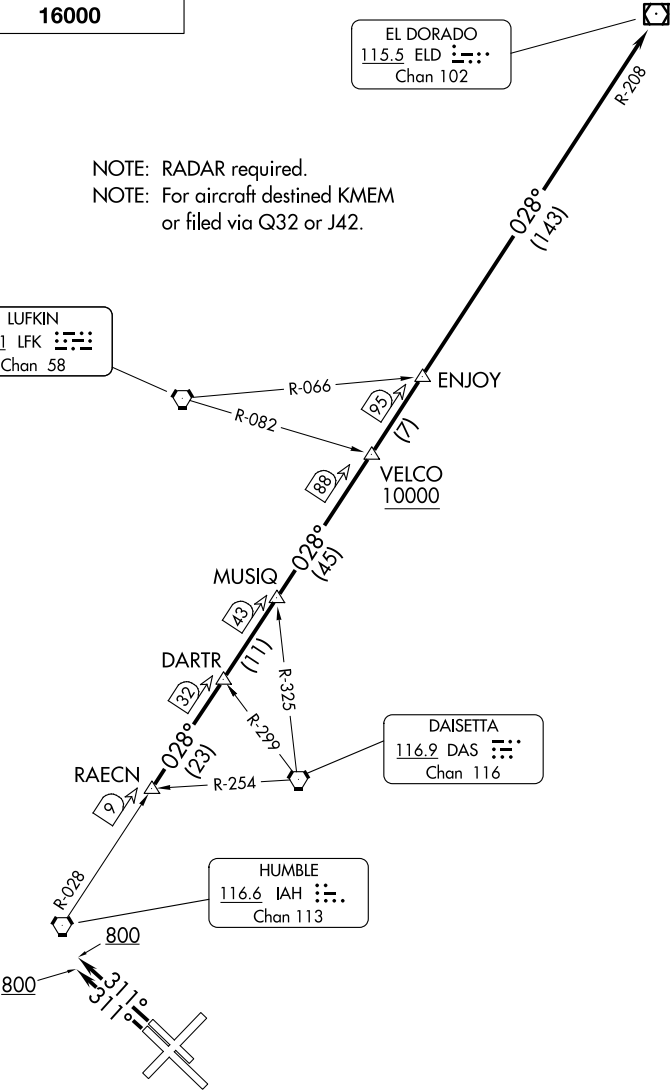 16000
EL DORADO
115.5 ELD
Chan 102
R-208
NOTE: RADAR required.
NOTE: For aircraft destined KMEM
or filed via Q32 or J42.
028°
(143)
LUFKIN
1 LFK
Chan 58
R-066
ENJOY
95
R-082
(7)
VELCO
10000
88
028°
(45)
MUSIQ
43
DARTR
(11)
32
R-325
R-299
028°
(23)
DAISETTA
116.9 DAS
Chan 116
RAECN
R-254
9
R-028
HUMBLE
116.6 IAH
Chan 113
800
800
311°
311°